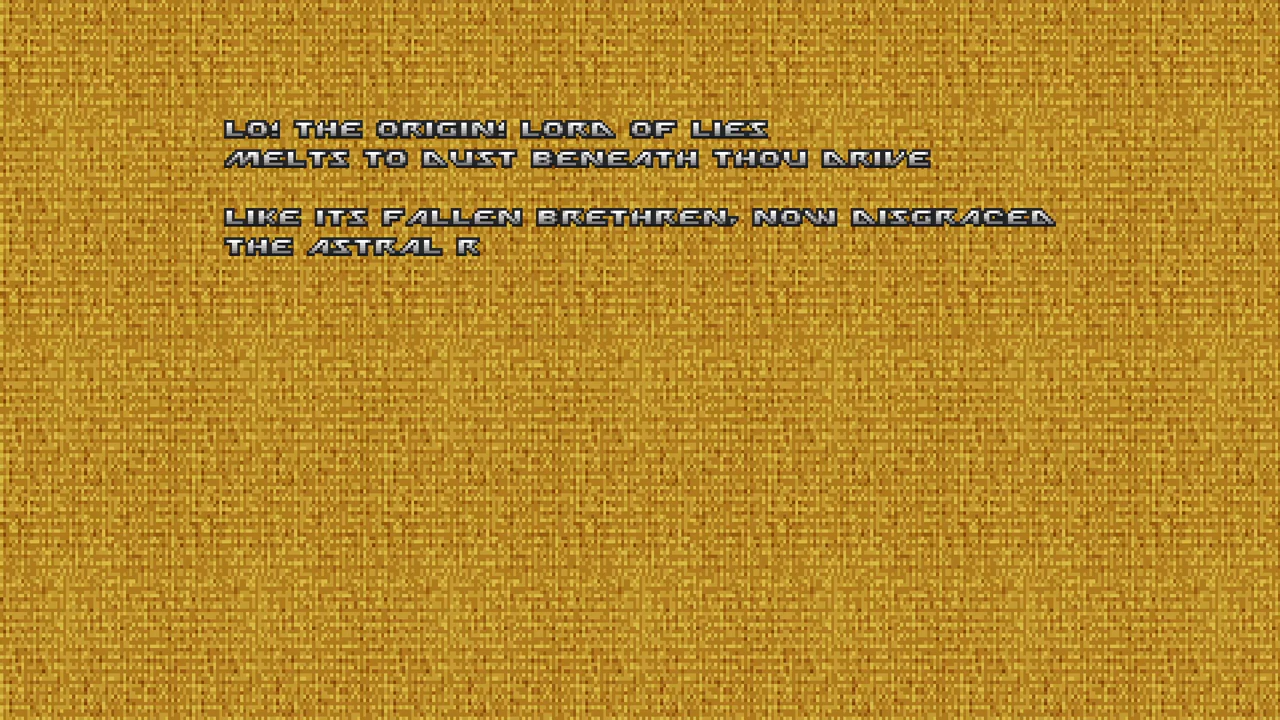 LO! THE ORIGIN! LORD OF LIES
MELTS TO DUST BENEATH THOU DRIVE
LIKE ITS FALLEN BRETHREN, NOW DISGRACED
THE ASTRAL R